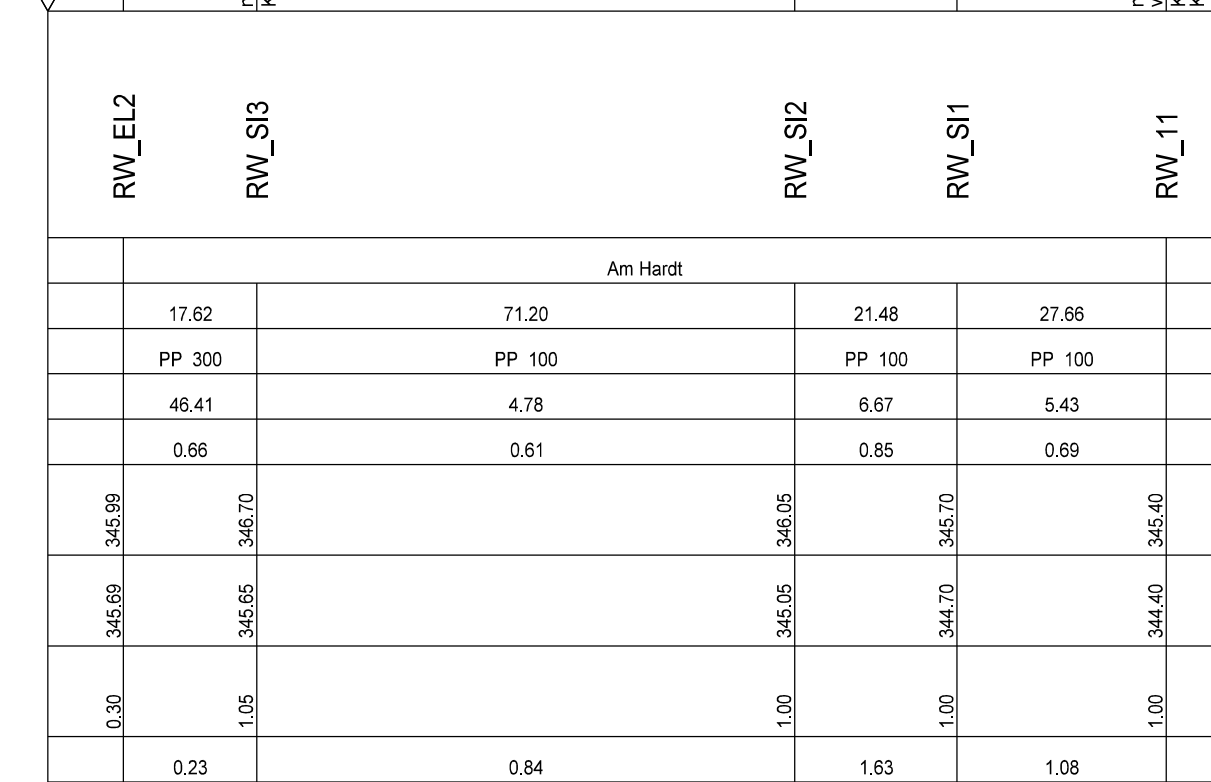 RW_EL2 RW_SI3 RW_SI2 RW_SI1 RW_11
Am Hardt
17.62 71.20 21.48 27.66
PP 300 PP 100 PP 100 PP 100
46.41 4.78 6.67 5.43
0.66 0.61 0.85 0.69
345.99 346.70 346.05 345.70 345.40
345.69 345.65 345.05 344.70 344.40
0.30 1.05 1.00 1.00 1.00
0.23 0.84 1.63 1.08